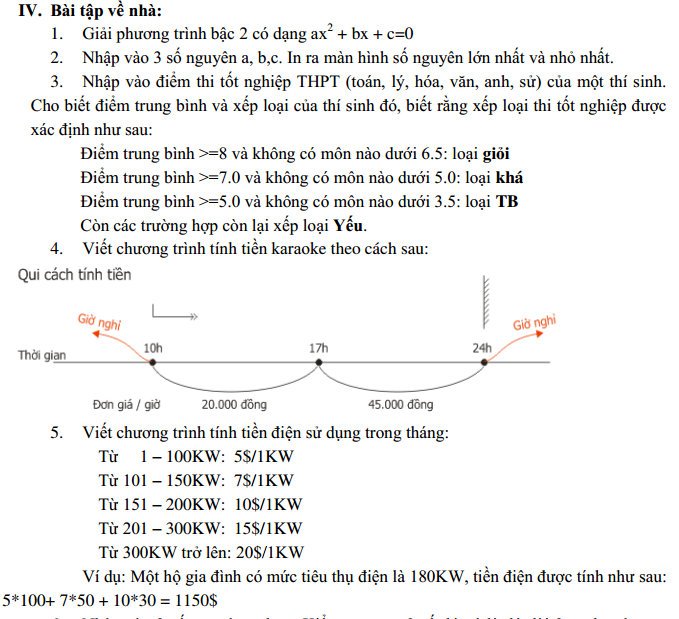 IV. Bài tập về nhà:
1. Giải phương trình bậc 2 có dạng ax² + bx + c=0
2. Nhập vào 3 số nguyên a, b,c. In ra màn hình số nguyên lớn nhất và nhỏ nhất.
3. Nhập vào điểm thi tốt nghiệp THPT (toán, lý, hóa, văn, anh, sử) của một thí sinh.
Cho biết điểm trung bình và xếp loại của thí sinh đó, biết rằng xếp loại thi tốt nghiệp được
xác định như sau:
Điểm trung bình >=8 và không có môn nào dưới 6.5: loại giỏi
Điểm trung bình >=7.0 và không có môn nào dưới 5.0: loại khá
Điểm trung bình >=5.0 và không có môn nào dưới 3.5: loại TB
Còn các trường hợp còn lại xếp loại Yếu.
4. Viết chương trình tính tiền karaoke theo cách sau:
Qui cách tính tiền
Giờ nghỉ
Giờ nghỉ
Thời gian 10h 17h 24h
Đơn giá / giờ 20.000 đồng 45.000 đồng
5. Viết chương trình tính tiền điện sử dụng trong tháng:
Từ 1 – 100KW: 5$/1KW
Từ 101 – 150KW: 7$/1KW
Từ 151 – 200KW: 10$/1KW
Từ 201 – 300KW: 15$/1KW
Từ 300KW trở lên: 20$/1KW
Ví dụ: Một hộ gia đình có mức tiêu thụ điện là 180KW, tiền điện được tính như sau:
5*100+ 7*50 + 10*30 = 1150$